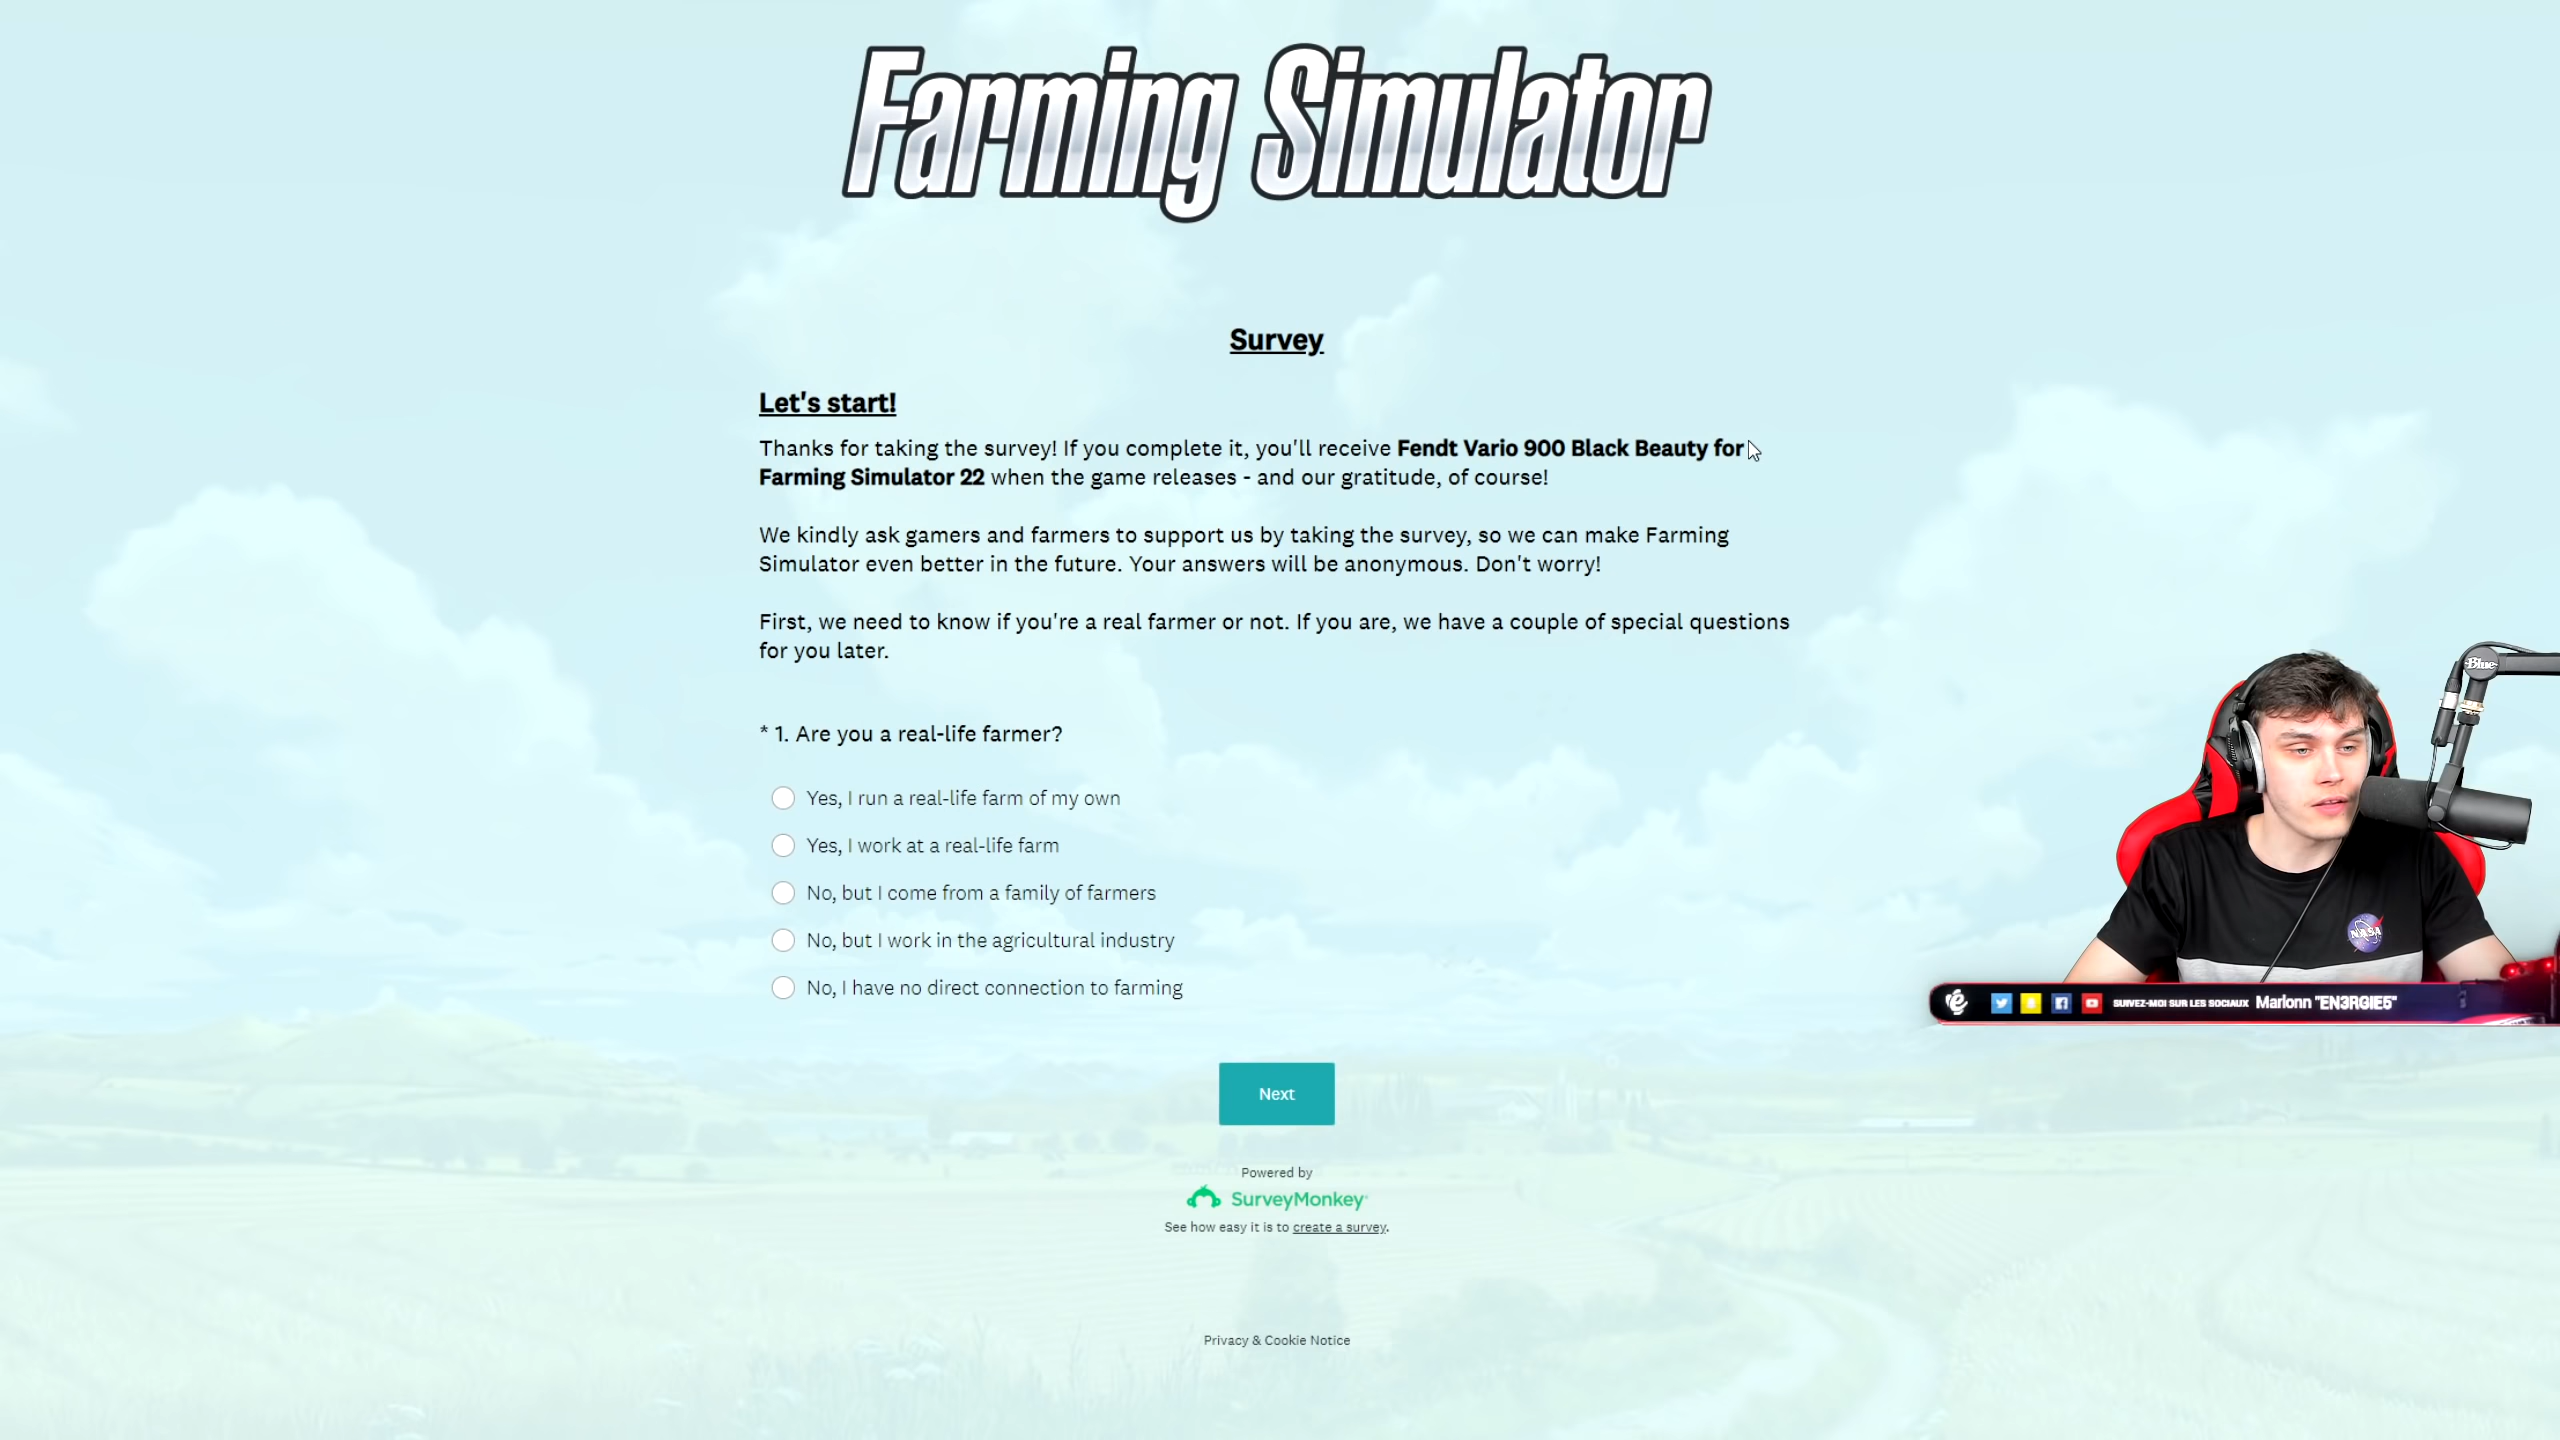 Farming Simulator
Survey
Let's start!
Thanks for taking the survey! If you complete it, you'll receive Fendt Vario 900 Black Beauty for
Farming Simulator 22 when the game releases - and our gratitude, of course!
We kindly ask gamers and farmers to support us by taking the survey, so we can make Farming
Simulator even better in the future. Your answers will be anonymous. Don't worry!
First, we need to know if you're a real farmer or not. If you are, we have a couple of special questions
for you later.
* 1. Are you a real-life farmer?
Yes, I run a real-life farm of my own
Yes, I work at a real-life farm
No, but I come from a family of farmers
No, but I work in the agricultural industry
No, I have no direct connection to farming
Blue
NASA
SUIVEZ-MOI SUR LES SOCIAUX Marlonn "EN3RGIE5"
Next
Powered by
SurveyMonkey
See how easy it is to create a survey.
Privacy & Cookie Notice